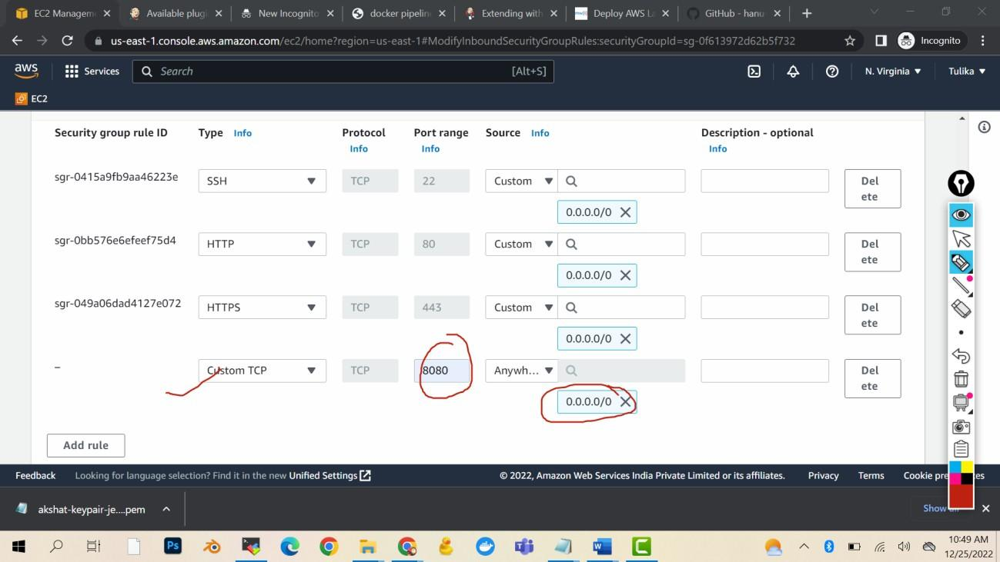 EC2 Managem
Available plugi
New Incognito
docker pipelin
Extending with
Deploy AWS La
GitHub - hanu
us-east-1.console.aws.amazon.com/ec2/home?region=us-east-1#ModifyInboundSecurityGroupRules:securityGroupId=sg-0f613972d62b5f732
Incognito
aws
Services
Search
[Alt+S]
N. Virginia
Tulika
EC2
Security group rule ID
Type Info
Protocol
Info
Port range
Info
Source Info
Description - optional
Info
sgr-0415a9fb9aa46223e
SSH
TCP
22
Custom
0.0.0.0/0
Del
ete
sgr-0bb576e6efeef75d4
HTTP
TCP
80
Custom
0.0.0.0/0
Del
ete
sgr-049a06dad4127e072
HTTPS
TCP
443
Custom
0.0.0.0/0
Del
ete
–
Custom TCP
TCP
8080
Anywh...
0.0.0.0/0
Del
ete
Add rule
Feedback
Looking for language selection? Find it in the new Unified Settings
© 2022, Amazon Web Services India Private Limited or its affiliates.
Privacy
Terms
Cookie pre
es
akshat-keypair-je....pem
Show all
Ps
W
10:49 AM
12/25/2022